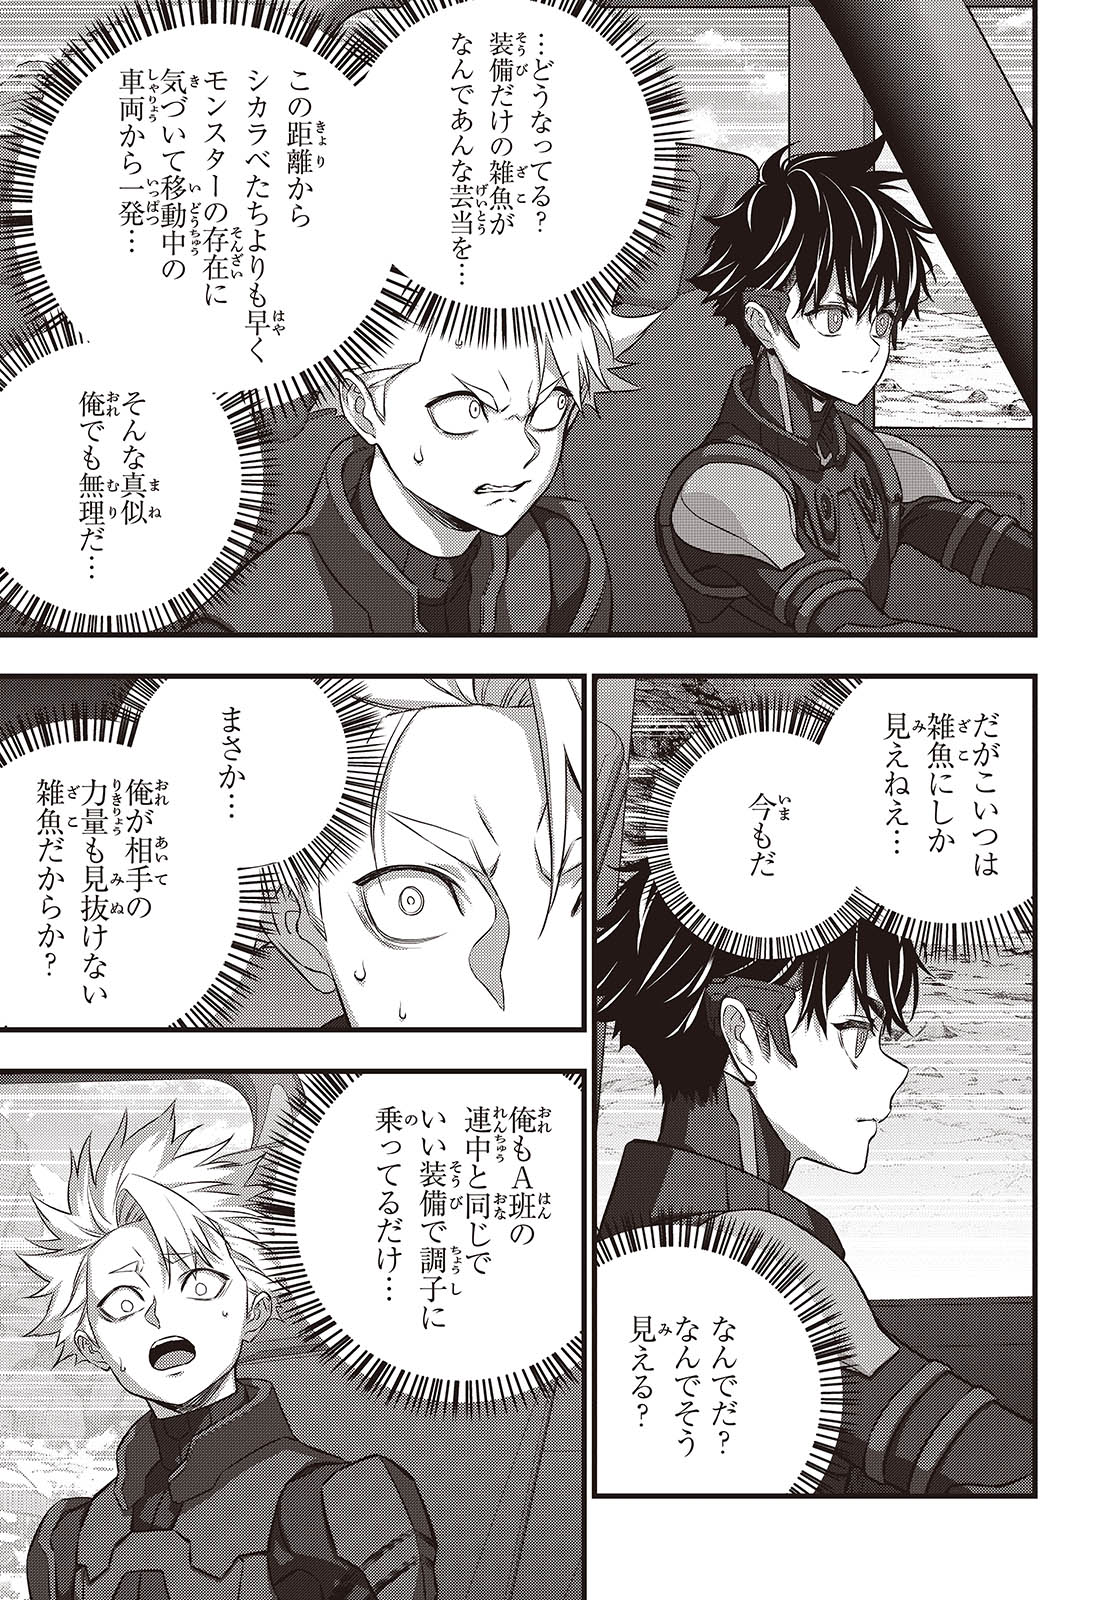 …どうなってる？
装備だけの雑魚が
なんであんな芸当を…
この距離から
シカラベたちよりも早く
モンスターの存在に
気づいて移動中の
車両から一発…
そんな真似
俺でも無理だ…
だがこいつは
雑魚にしか
見えねえ…
今もだ
なんでだ？
なんでそう
見える？
まさか…
俺が相手の
力量も見抜けない
雑魚だからか？
俺もA班の
連中と同じで
いい装備で調子に
乗ってるだけ…